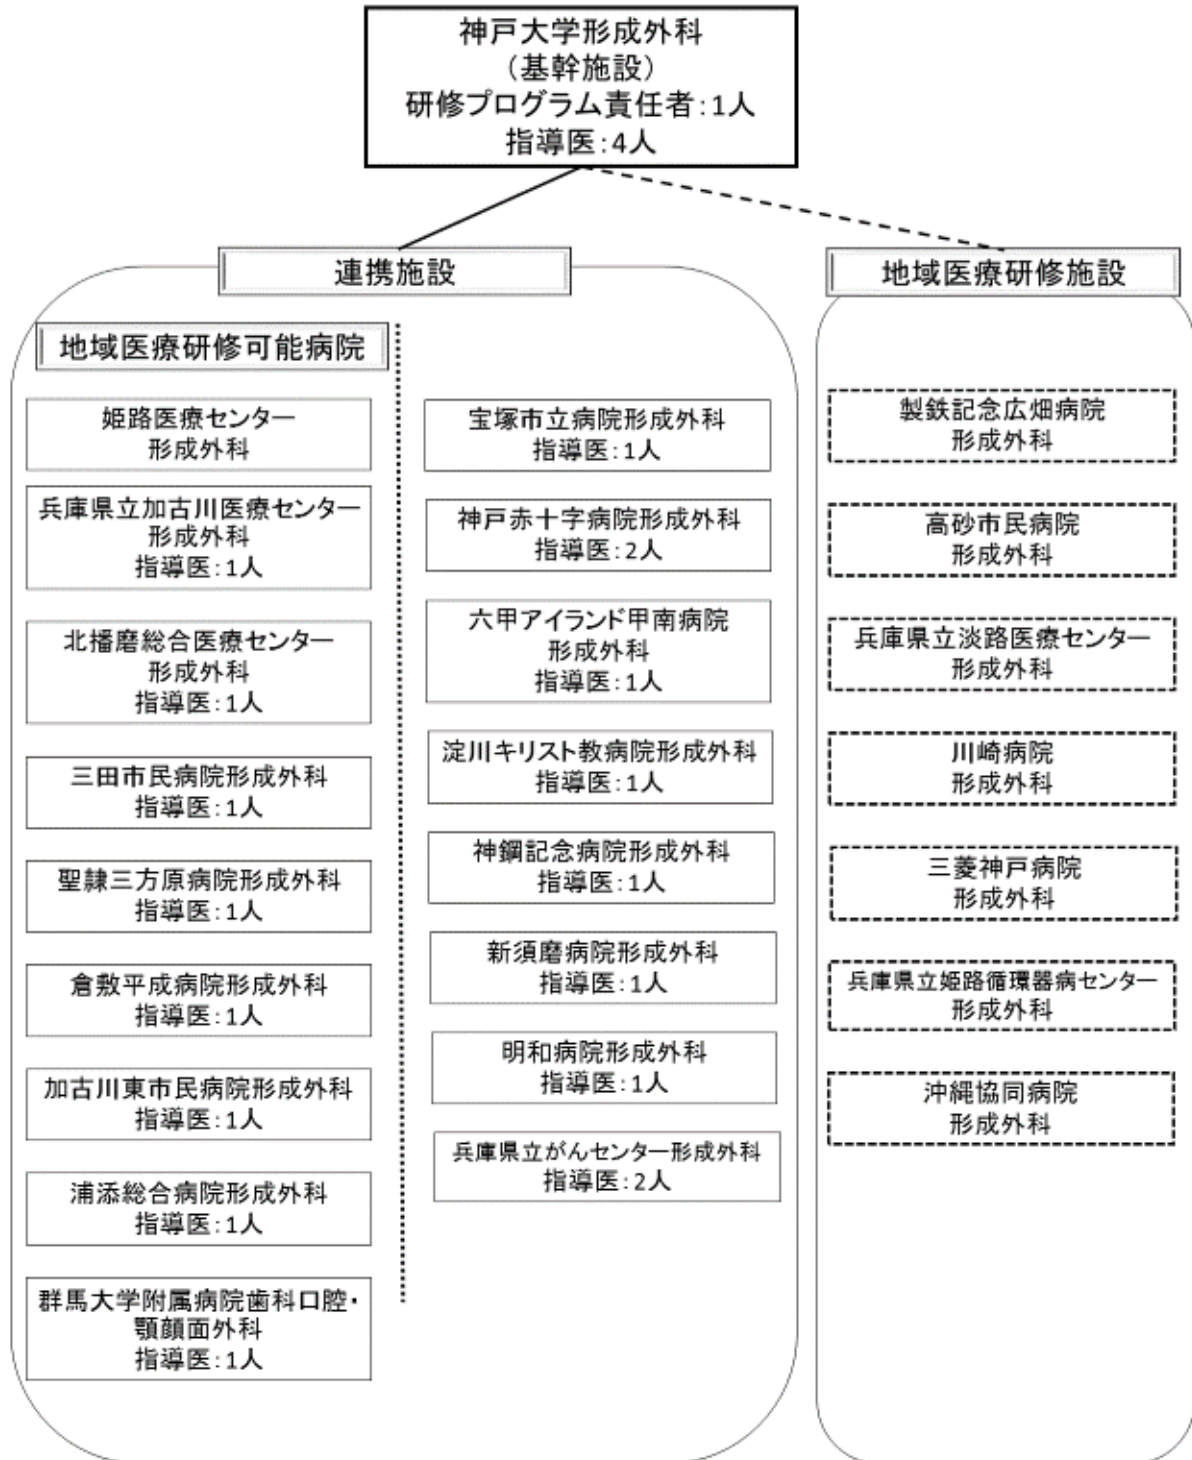 神戸大学形成外科
（基幹施設）
研修プログラム責任者:1人
指導医:4人
連携施設
地域医療研修可能病院
姫路医療センター
形成外科
兵庫県立加古川医療センター
形成外科
指導医:1人
北播磨総合医療センター
形成外科
指導医:1人
三田市民病院形成外科
指導医:1人
聖隷三方原病院形成外科
指導医:1人
倉敷平成病院形成外科
指導医:1人
加古川東市民病院形成外科
指導医:1人
浦添総合病院形成外科
指導医:1人
群馬大学附属病院歯科口腔・
顎顔面外科
指導医:1人
宝塚市立病院形成外科
指導医:1人
神戸赤十字病院形成外科
指導医:2人
六甲アイランド甲南病院
形成外科
指導医:1人
淀川キリスト教病院形成外科
指導医:1人
神鋼記念病院形成外科
指導医:1人
新須磨病院形成外科
指導医:1人
明和病院形成外科
指導医:1人
兵庫県立がんセンター形成外科
指導医:2人
地域医療研修施設
製鉄記念広畑病院
形成外科
高砂市民病院
形成外科
兵庫県立淡路医療センター
形成外科
川崎病院
形成外科
三菱神戸病院
形成外科
兵庫県立姫路循環器病センター
形成外科
沖縄協同病院
形成外科